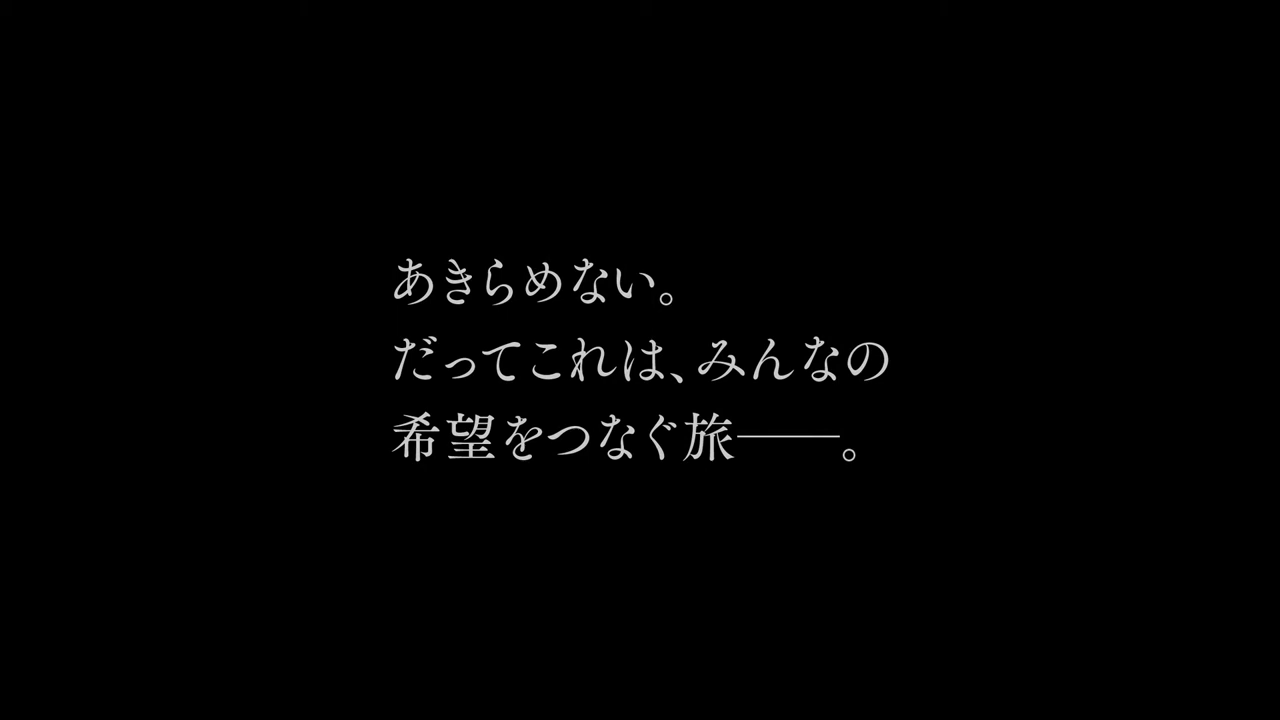 あきらめない。
だってこれは、みんなの
希望をつなぐ旅――。